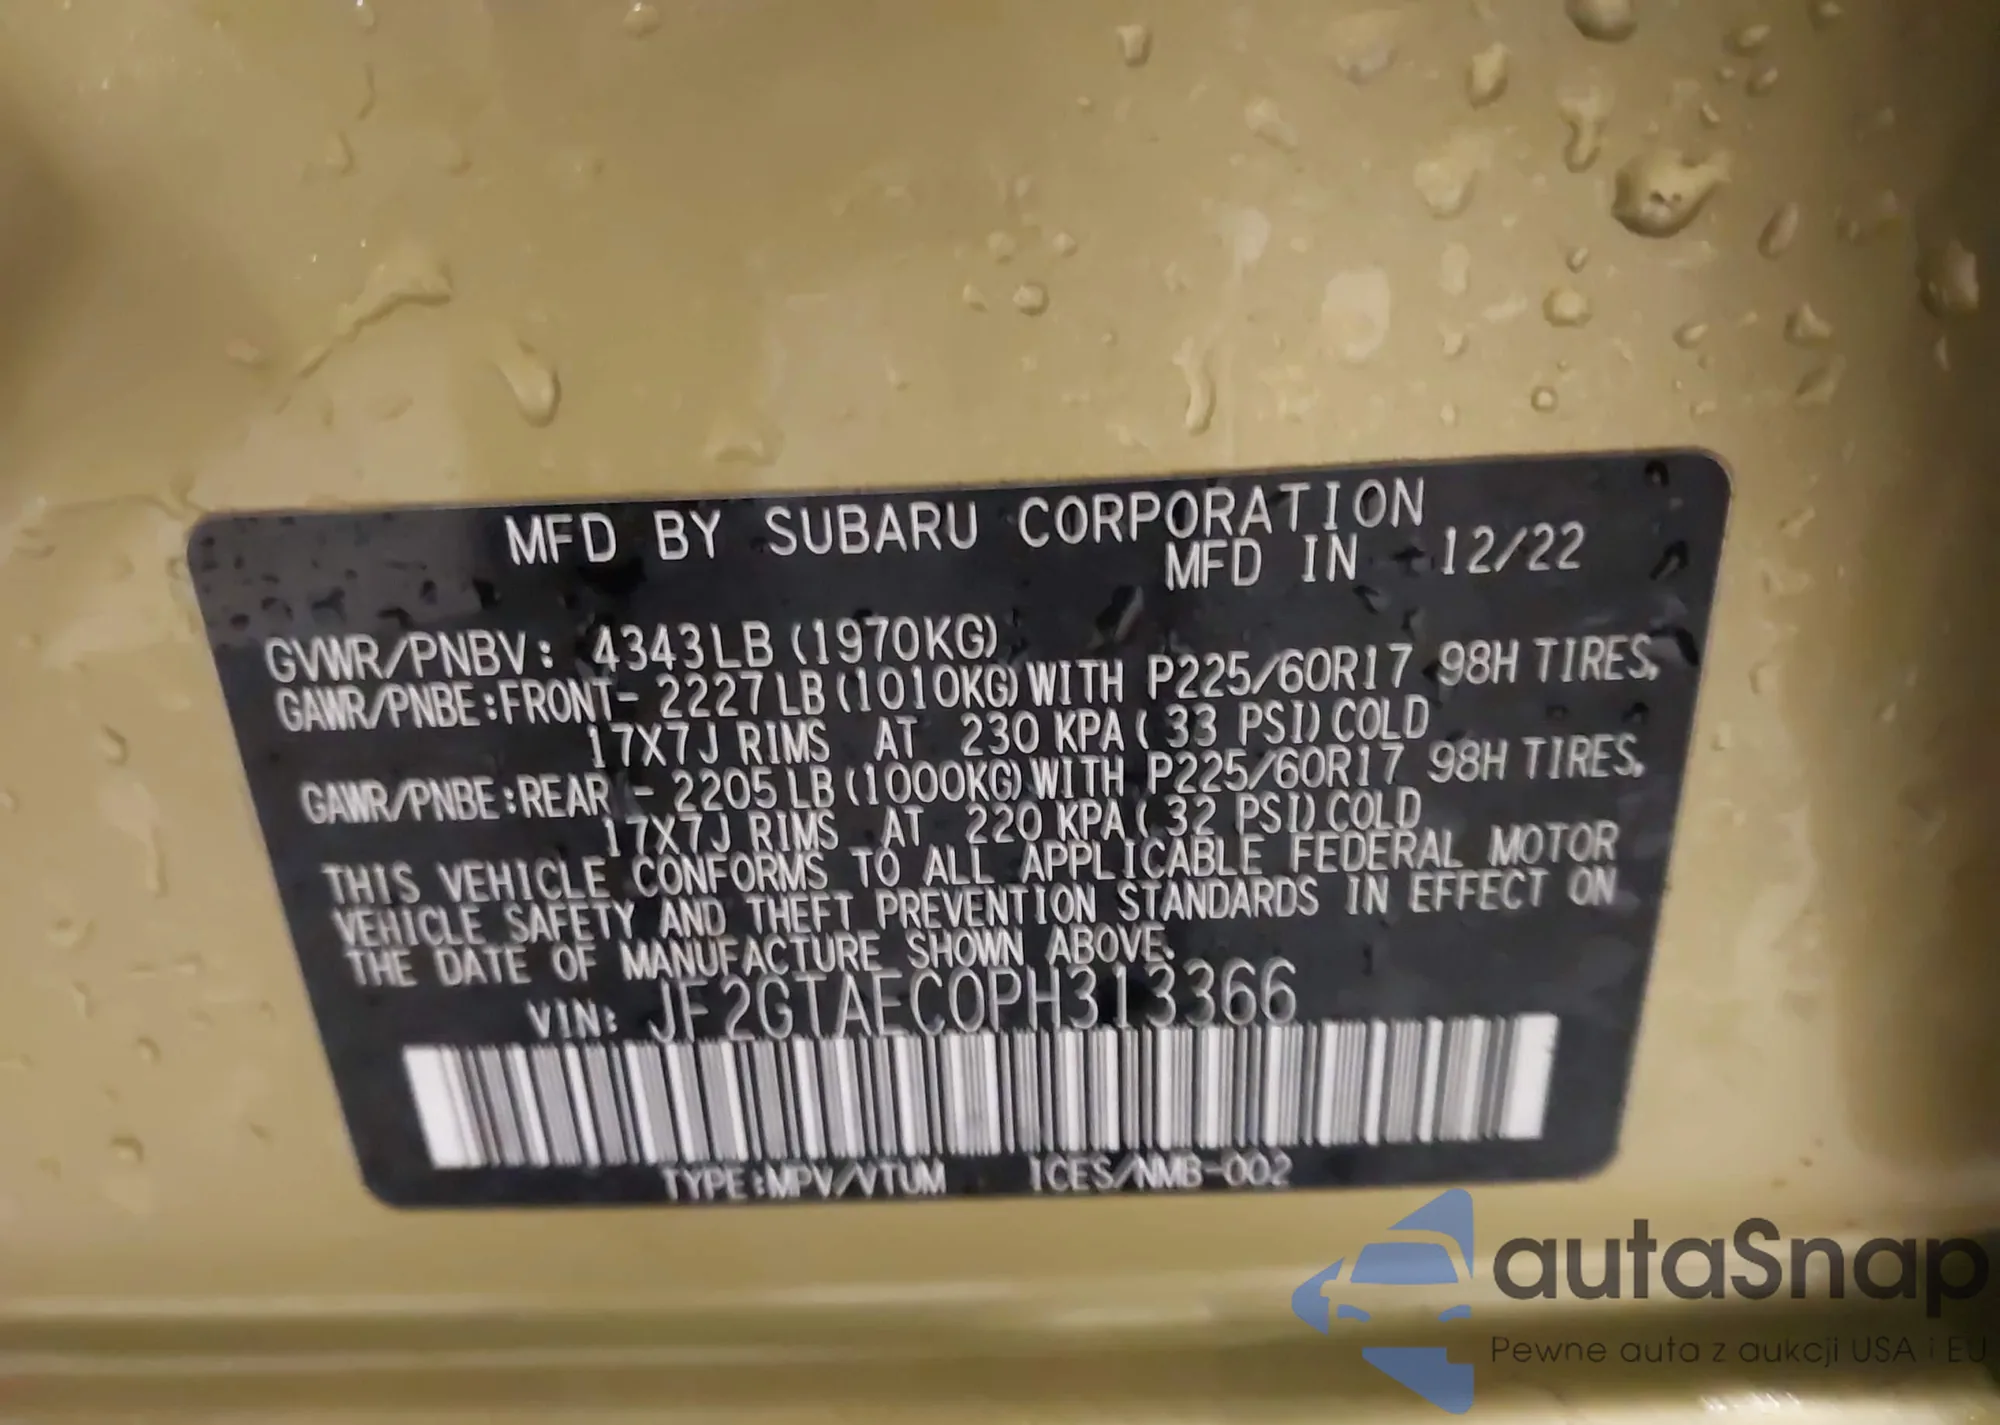 MFD BY SUBARU CORPORATION
MFD IN 12/22
GVWR/PNBV: 4343LB (1970KG)
GAWR/PNBE:FRONT- 2227LB(1010KG)WITH P225/60R17 98H TIRES,
17X7J RIMS AT 230 KPA( 33 PSI)COLD
GAWR/PNBE:REAR - 2205LB(1000KG)WITH P225/60R17 98H TIRES,
17X7J RIMS AT 220 KPA( 32 PSI)COLD
THIS VEHICLE CONFORMS TO ALL APPLICABLE FEDERAL MOTOR
VEHICLE SAFETY AND THEFT PREVENTION STANDARDS IN EFFECT ON
THE DATE OF MANUFACTURE SHOWN ABOVE.
VIN: JF2GTAEC0PH313366
TYPE:MPV/VTUM ICES/NMB-002
autaSnap
Pewne auta z aukcji USA i EU